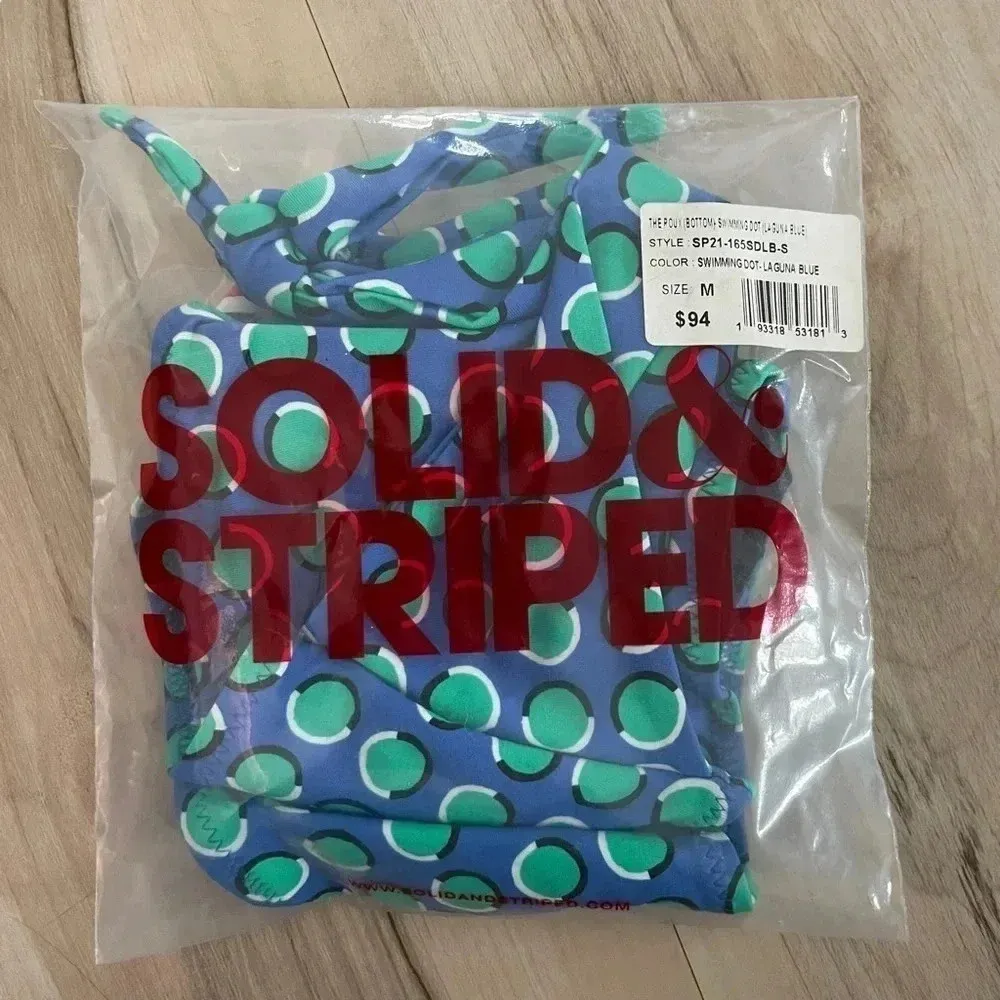 THE ROUX (BOTTOM)- SWIMMING DOT (LAGUNA BLUE)
STYLE : SP21-165SDLB-S
COLOR : SWIMMING DOT- LAGUNA BLUE
SIZE M
$94
1 93318 53181 3
SOLID &
STRIPED
WWW.SOLIDANDSTRIPED.COM